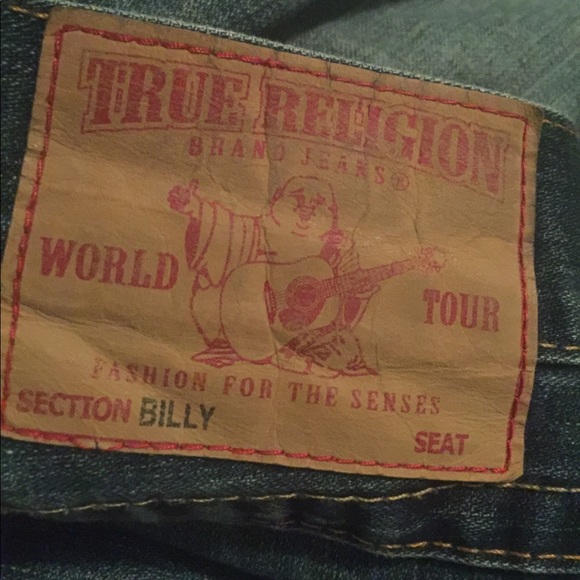 TRUE RELIGION
BRAND JEANS®
WORLD TOUR
FASHION FOR THE SENSES
SECTION BILLY SEAT